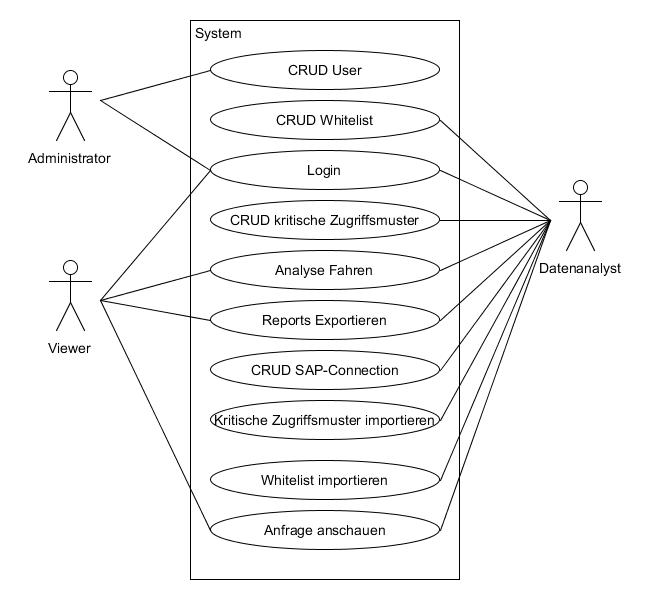 System
CRUD User
CRUD Whitelist
Administrator
Login
CRUD kritische Zugriffsmuster
Analyse Fahren
Datenanalyst
Reports Exportieren
Viewer
CRUD SAP-Connection
Kritische Zugriffsmuster importieren
Whitelist importieren
Anfrage anschauen